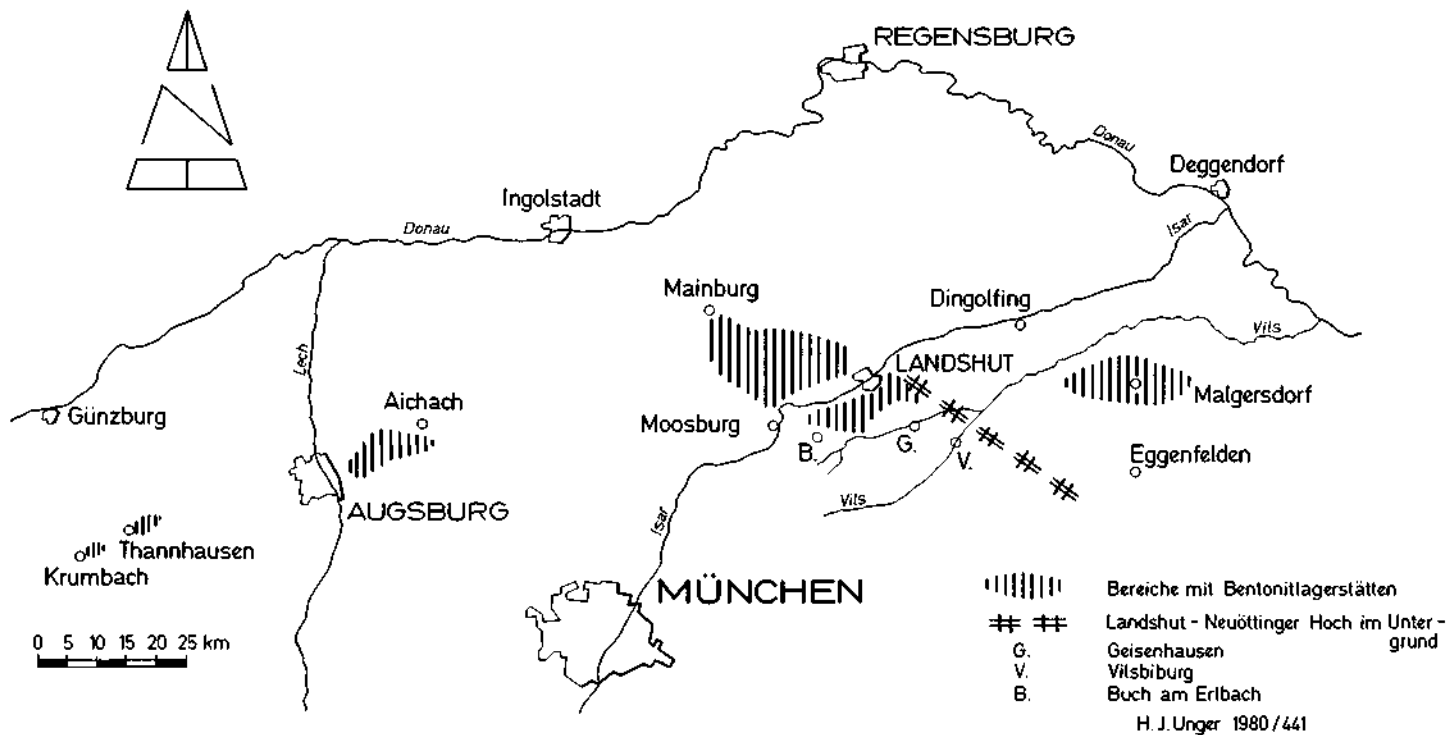 REGENSBURG
Donau
Deggendorf
Ingolstadt
Isar
Donau
Mainburg
Dingolfing
Vils
Lech
LANDSHUT
Aichach
Malgersdorf
Günzburg
Moosburg
B.
G.
V.
Eggenfelden
Vils
AUGSBURG
Isar
Thannhausen
Krumbach
MÜNCHEN
Bereiche mit Bentonitlagerstätten
0 5 10 15 20 25 km
Landshut - Neuöttinger Hoch im Unter-
grund
G. Geisenhausen
V. Vilsbiburg
B. Buch am Erlbach
H. J. Unger 1980/441